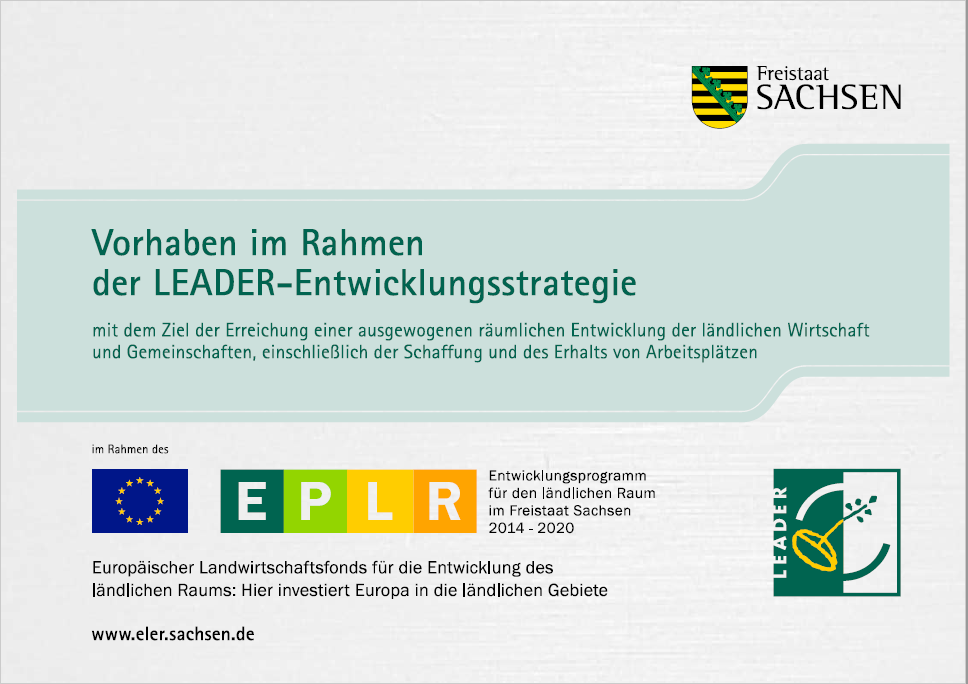 Freistaat
SACHSEN
Vorhaben im Rahmen
der LEADER-Entwicklungsstrategie
mit dem Ziel der Erreichung einer ausgewogenen räumlichen Entwicklung der ländlichen Wirtschaft
und Gemeinschaften, einschließlich der Schaffung und des Erhalts von Arbeitsplätzen
im Rahmen des
EPLR
Entwicklungsprogramm
für den ländlichen Raum
im Freistaat Sachsen
2014 - 2020
LEADER
Europäischer Landwirtschaftsfonds für die Entwicklung des
ländlichen Raums: Hier investiert Europa in die ländlichen Gebiete
www.eler.sachsen.de